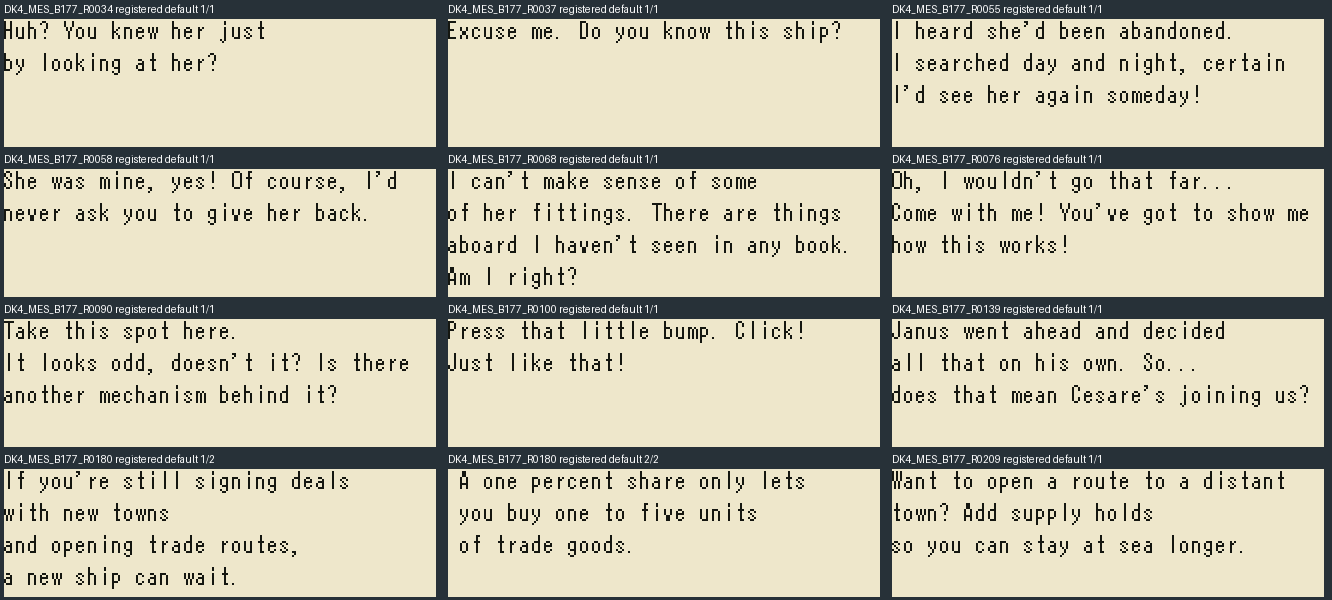 DK4_MES_B177_R0034 registered default 1/1
Huh? You knew her just
by looking at her?
DK4_MES_B177_R0037 registered default 1/1
Excuse me. Do you know this ship?
DK4_MES_B177_R0055 registered default 1/1
I heard she'd been abandoned.
I searched day and night, certain
I'd see her again someday!
DK4_MES_B177_R0058 registered default 1/1
She was mine, yes! Of course, I'd
never ask you to give her back.
DK4_MES_B177_R0068 registered default 1/1
I can't make sense of some
of her fittings. There are things
aboard I haven't seen in any book.
Am I right?
DK4_MES_B177_R0076 registered default 1/1
Oh, I wouldn't go that far...
Come with me! You've got to show me
how this works!
DK4_MES_B177_R0090 registered default 1/1
Take this spot here.
It looks odd, doesn't it? Is there
another mechanism behind it?
DK4_MES_B177_R0100 registered default 1/1
Press that little bump. Click!
Just like that!
DK4_MES_B177_R0139 registered default 1/1
Janus went ahead and decided
all that on his own. So...
does that mean Cesare's joining us?
DK4_MES_B177_R0180 registered default 1/2
If you're still signing deals
with new towns
and opening trade routes,
a new ship can wait.
DK4_MES_B177_R0180 registered default 2/2
A one percent share only lets
you buy one to five units
of trade goods.
DK4_MES_B177_R0209 registered default 1/1
Want to open a route to a distant
town? Add supply holds
so you can stay at sea longer.